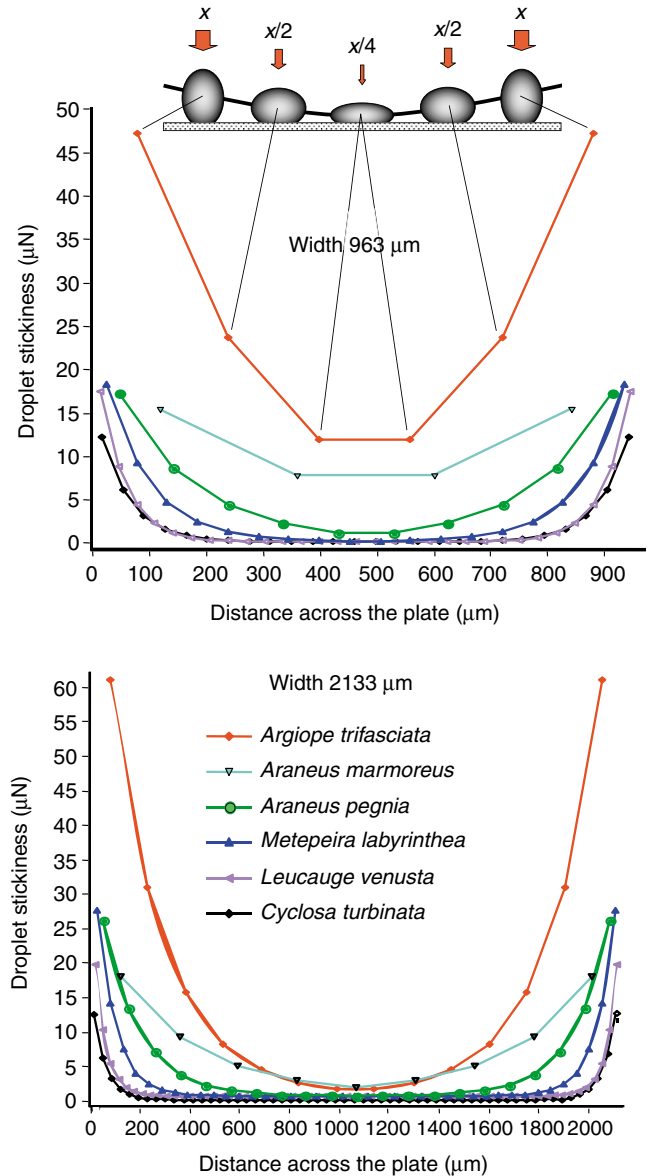 x x/2 x/4 x/2 x
50
45
40
35
30
25
20
15
10
5
0
Droplet stickiness (μN)
Width 963 μm
0 100 200 300 400 500 600 700 800 900
Distance across the plate (μm)
60
55
50
45
40
35
30
25
20
15
10
5
0
Droplet stickiness (μN)
Width 2133 μm
Argiope trifasciata
Araneus marmoreus
Araneus pegnia
Metepeira labyrinthea
Leucauge venusta
Cyclosa turbinata
0 200 400 600 800 1000 1200 1400 1600 1800 2000
Distance across the plate (μm)